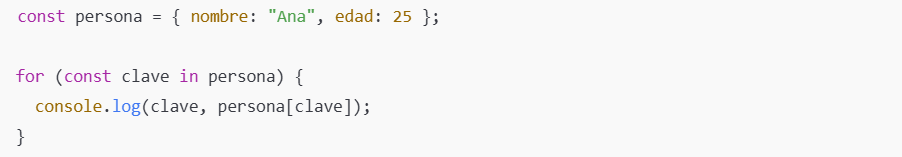 const persona = { nombre: "Ana", edad: 25 };
for (const clave in persona) {
  console.log(clave, persona[clave]);
}